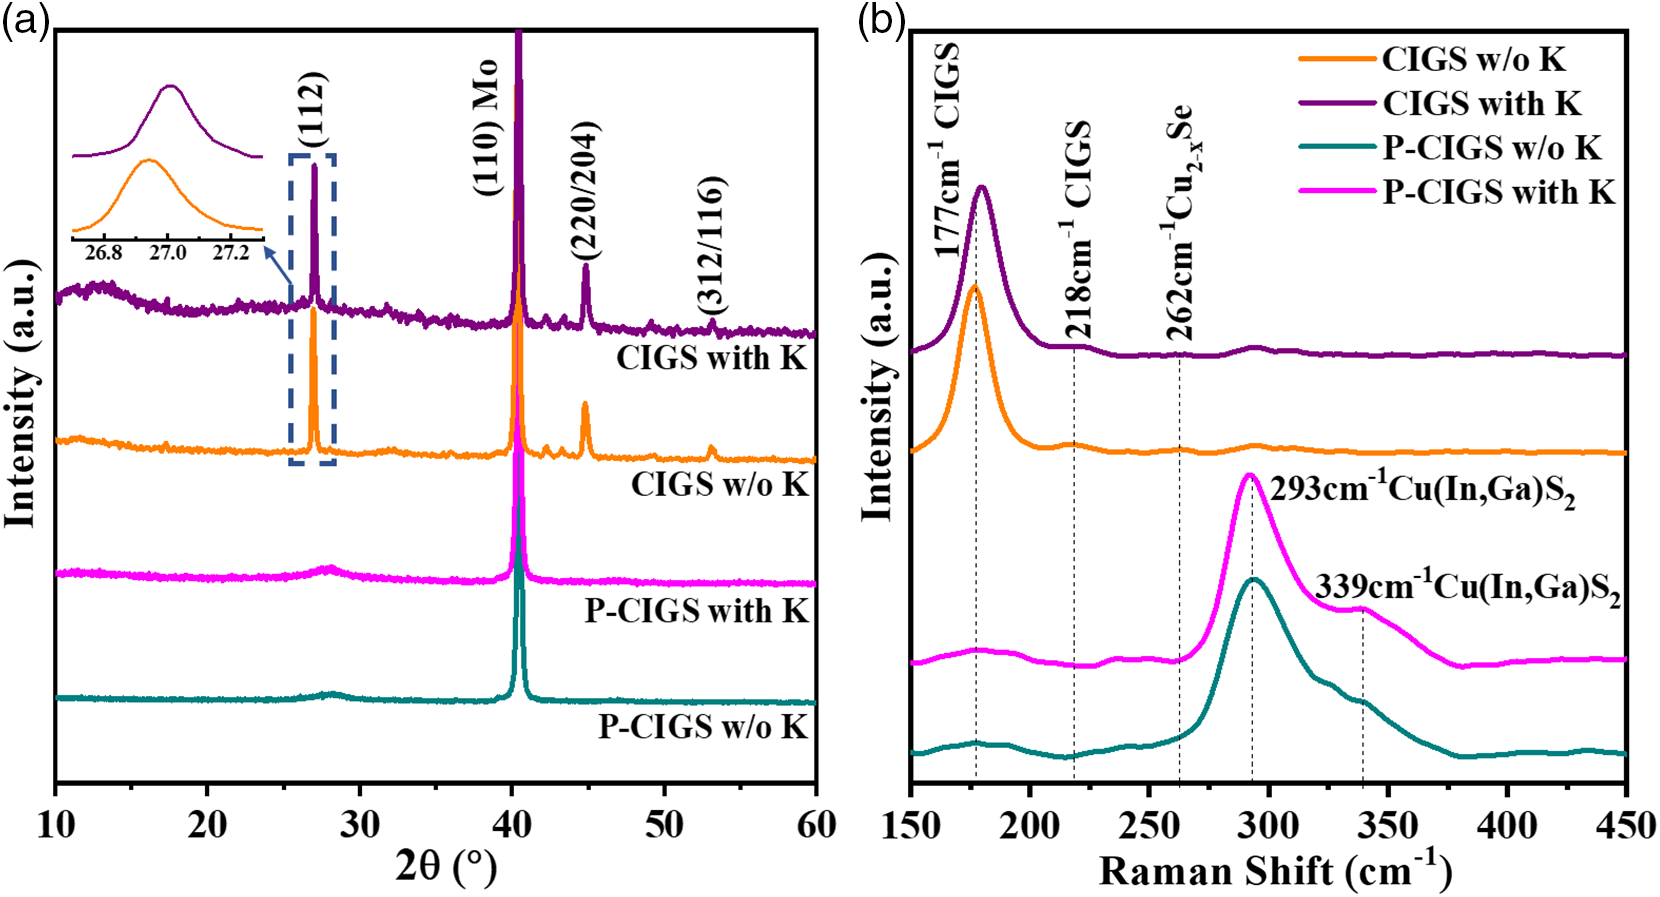 (a)
(112)
(110) Mo
(220/204)
(312/116)
26.8 27.0 27.2
CIGS with K
CIGS w/o K
P-CIGS with K
P-CIGS w/o K
Intensity (a.u.)
10 20 30 40 50 60
2θ (°)
(b)
CIGS w/o K
CIGS with K
P-CIGS w/o K
P-CIGS with K
177cm⁻¹ CIGS
218cm⁻¹ CIGS
262cm⁻¹Cu₂₋ₓSe
293cm⁻¹Cu(In,Ga)S₂
339cm⁻¹Cu(In,Ga)S₂
Intensity (a.u.)
150 200 250 300 350 400 450
Raman Shift (cm⁻¹)